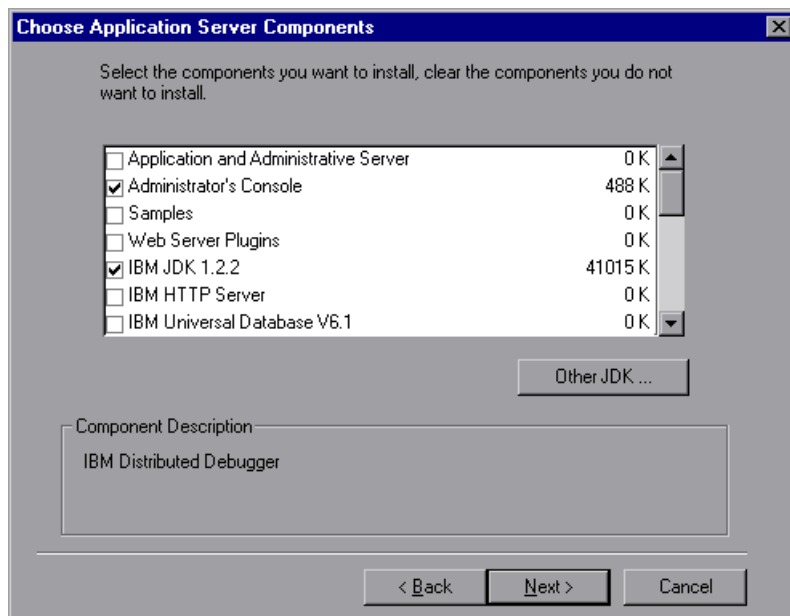 Choose Application Server Components
Select the components you want to install, clear the components you do not
want to install.
Application and Administrative Server 0 K
Administrator's Console 488 K
Samples 0 K
Web Server Plugins 0 K
IBM JDK 1.2.2 41015 K
IBM HTTP Server 0 K
IBM Universal Database V6.1 0 K
Other JDK ...
Component Description
IBM Distributed Debugger
< Back Next > Cancel